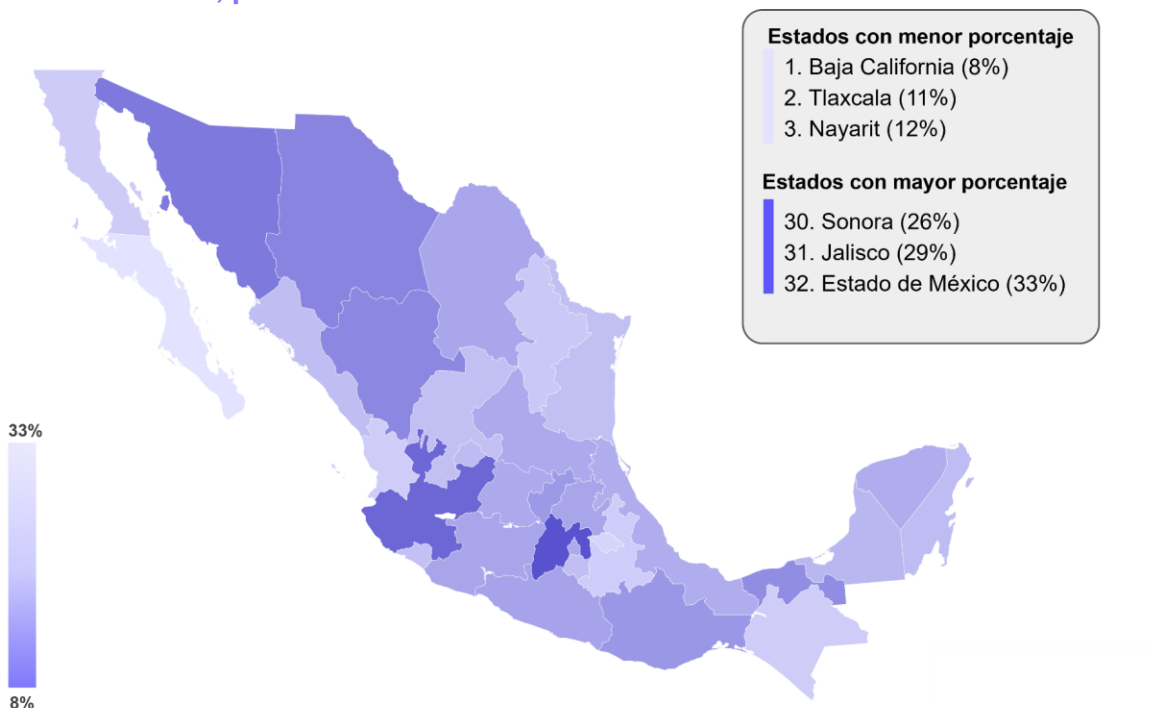 Estados con menor porcentaje
1. Baja California (8%)
2. Tlaxcala (11%)
3. Nayarit (12%)
Estados con mayor porcentaje
30. Sonora (26%)
31. Jalisco (29%)
32. Estado de México (33%)
33%
8%